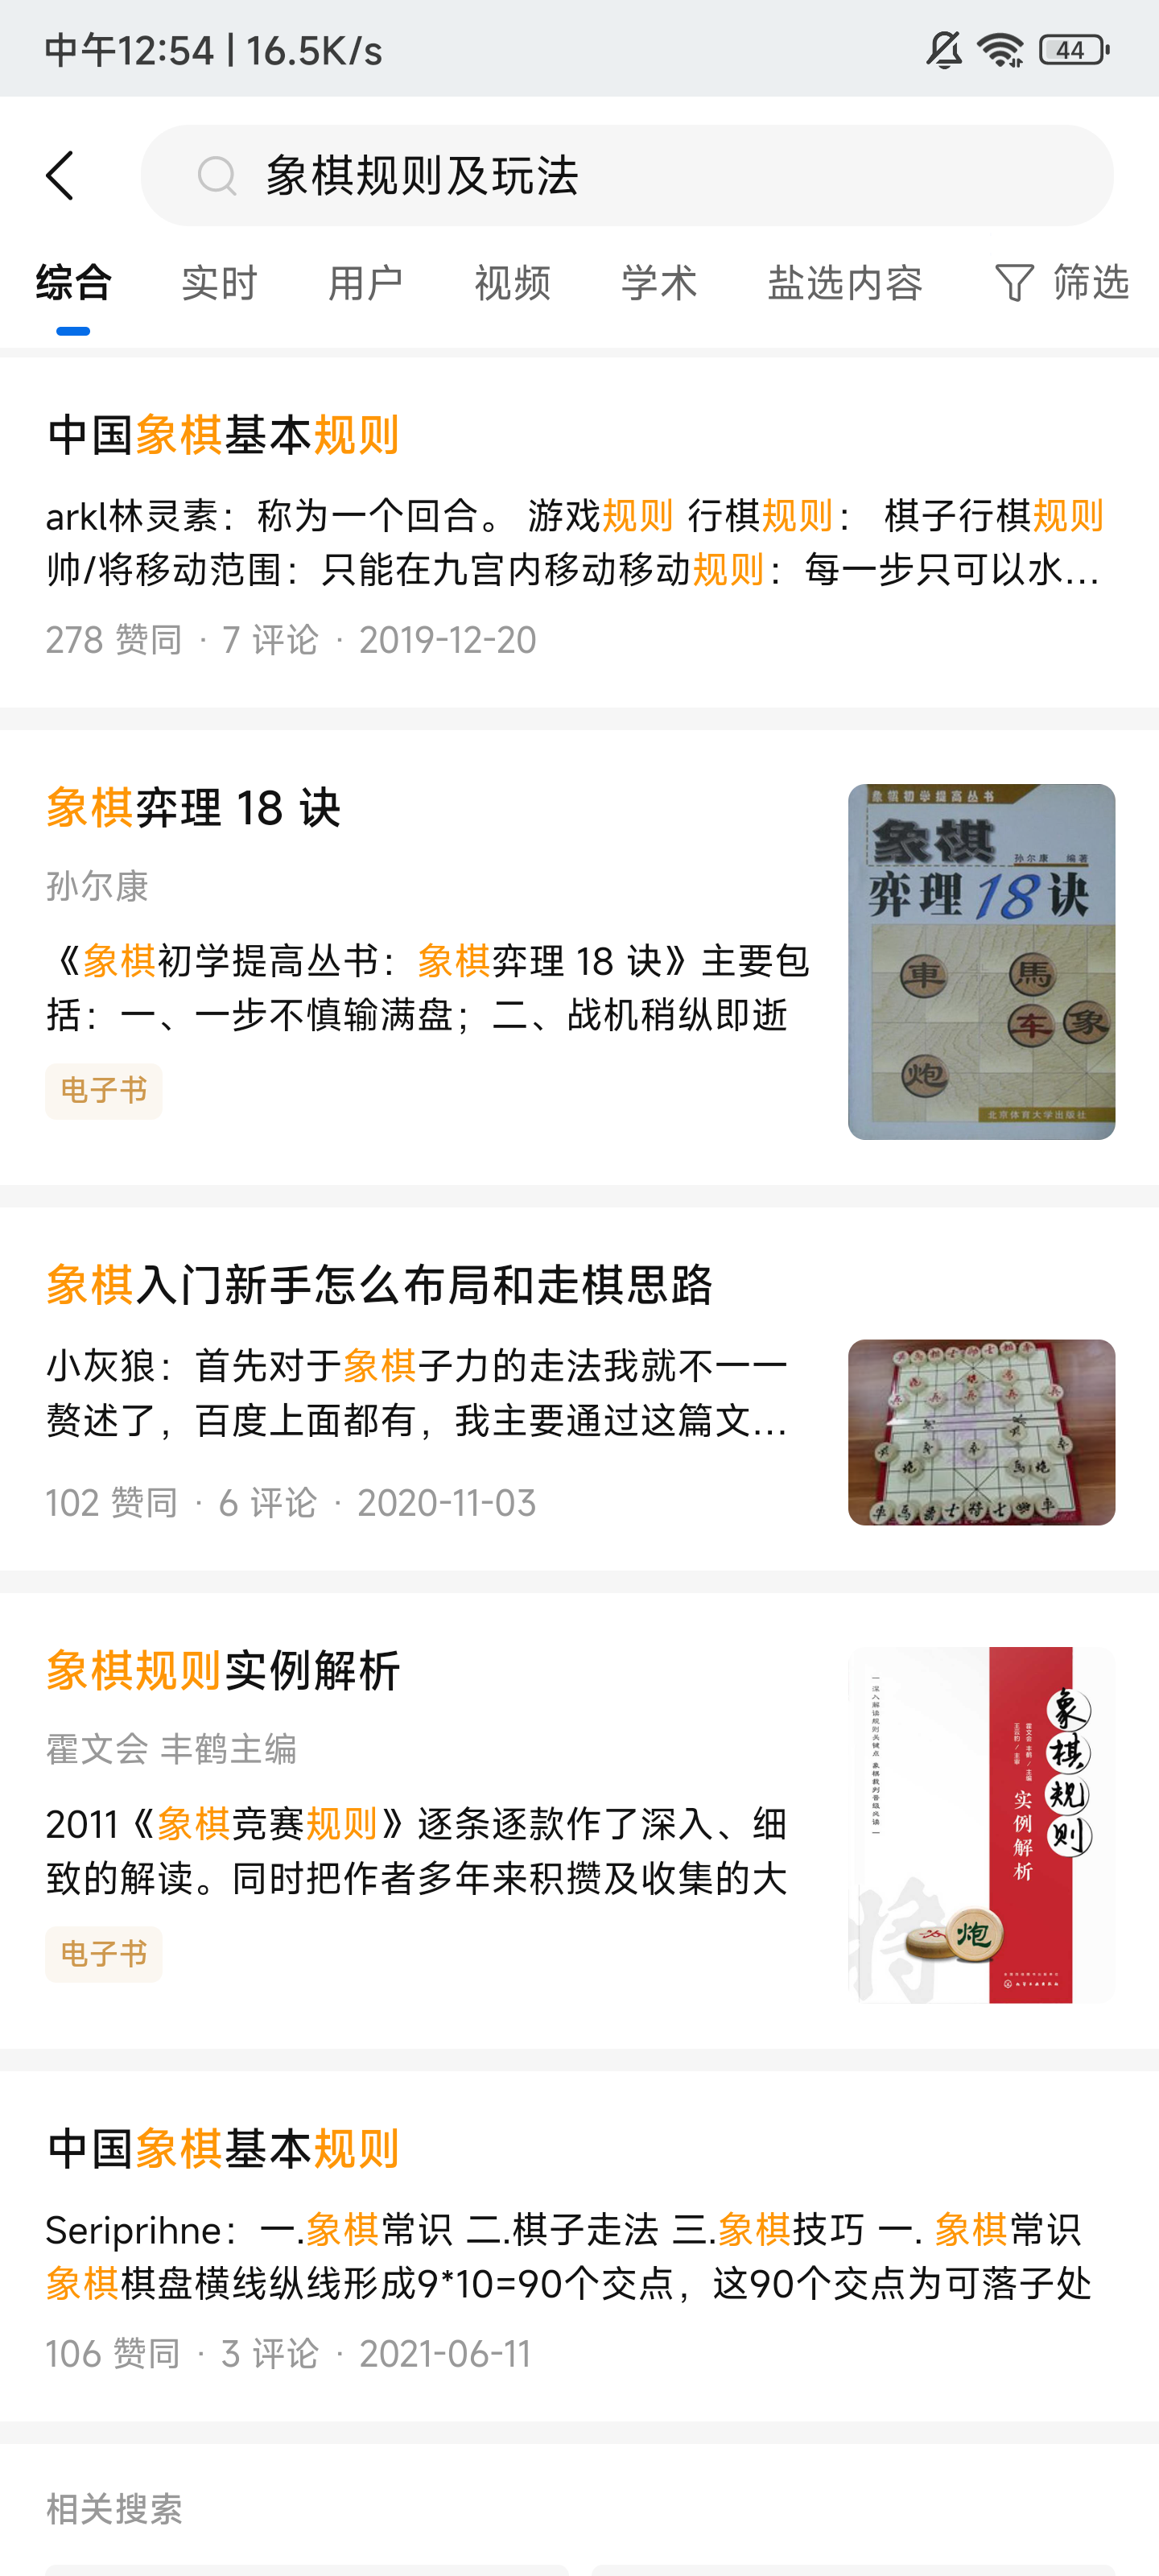 中午12:54 | 16.5K/s
44
象棋规则及玩法
综合 实时 用户 视频 学术 盐选内容 筛选
中国象棋基本规则
arkl林灵素：称为一个回合。 游戏规则 行棋规则： 棋子行棋规则
帅/将移动范围：只能在九宫内移动移动规则：每一步只可以水...
278 赞同 · 7 评论 · 2019-12-20
象棋弈理 18 诀
孙尔康
《象棋初学提高丛书：象棋弈理 18 诀》主要包
括：一、一步不慎输满盘；二、战机稍纵即逝
电子书
象棋初学提高丛书
象棋
孙尔康 编著
弈理18诀
車 馬
车 象
炮
北京体育大学出版社
象棋入门新手怎么布局和走棋思路
小灰狼：首先对于象棋子力的走法我就不一一
赘述了，百度上面都有，我主要通过这篇文...
102 赞同 · 6 评论 · 2020-11-03
象棋规则实例解析
霍文会 丰鹤主编
2011《象棋竞赛规则》逐条逐款作了深入、细
致的解读。同时把作者多年来积攒及收集的大
电子书
象棋规则
实例解析
霍文会 丰鹤/主编
将
炮
中国象棋基本规则
Seriprihne：一.象棋常识 二.棋子走法 三.象棋技巧 一. 象棋常识
象棋棋盘横线纵线形成9*10=90个交点，这90个交点为可落子处
106 赞同 · 3 评论 · 2021-06-11
相关搜索